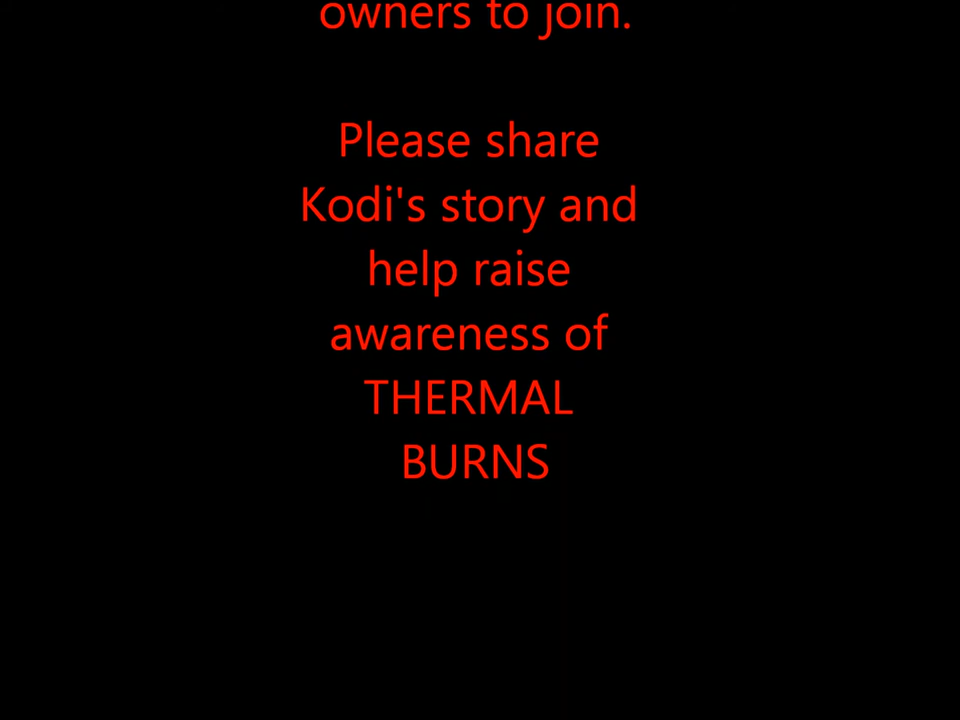 owners to join.
Please share
Kodi's story and
help raise
awareness of
THERMAL
BURNS